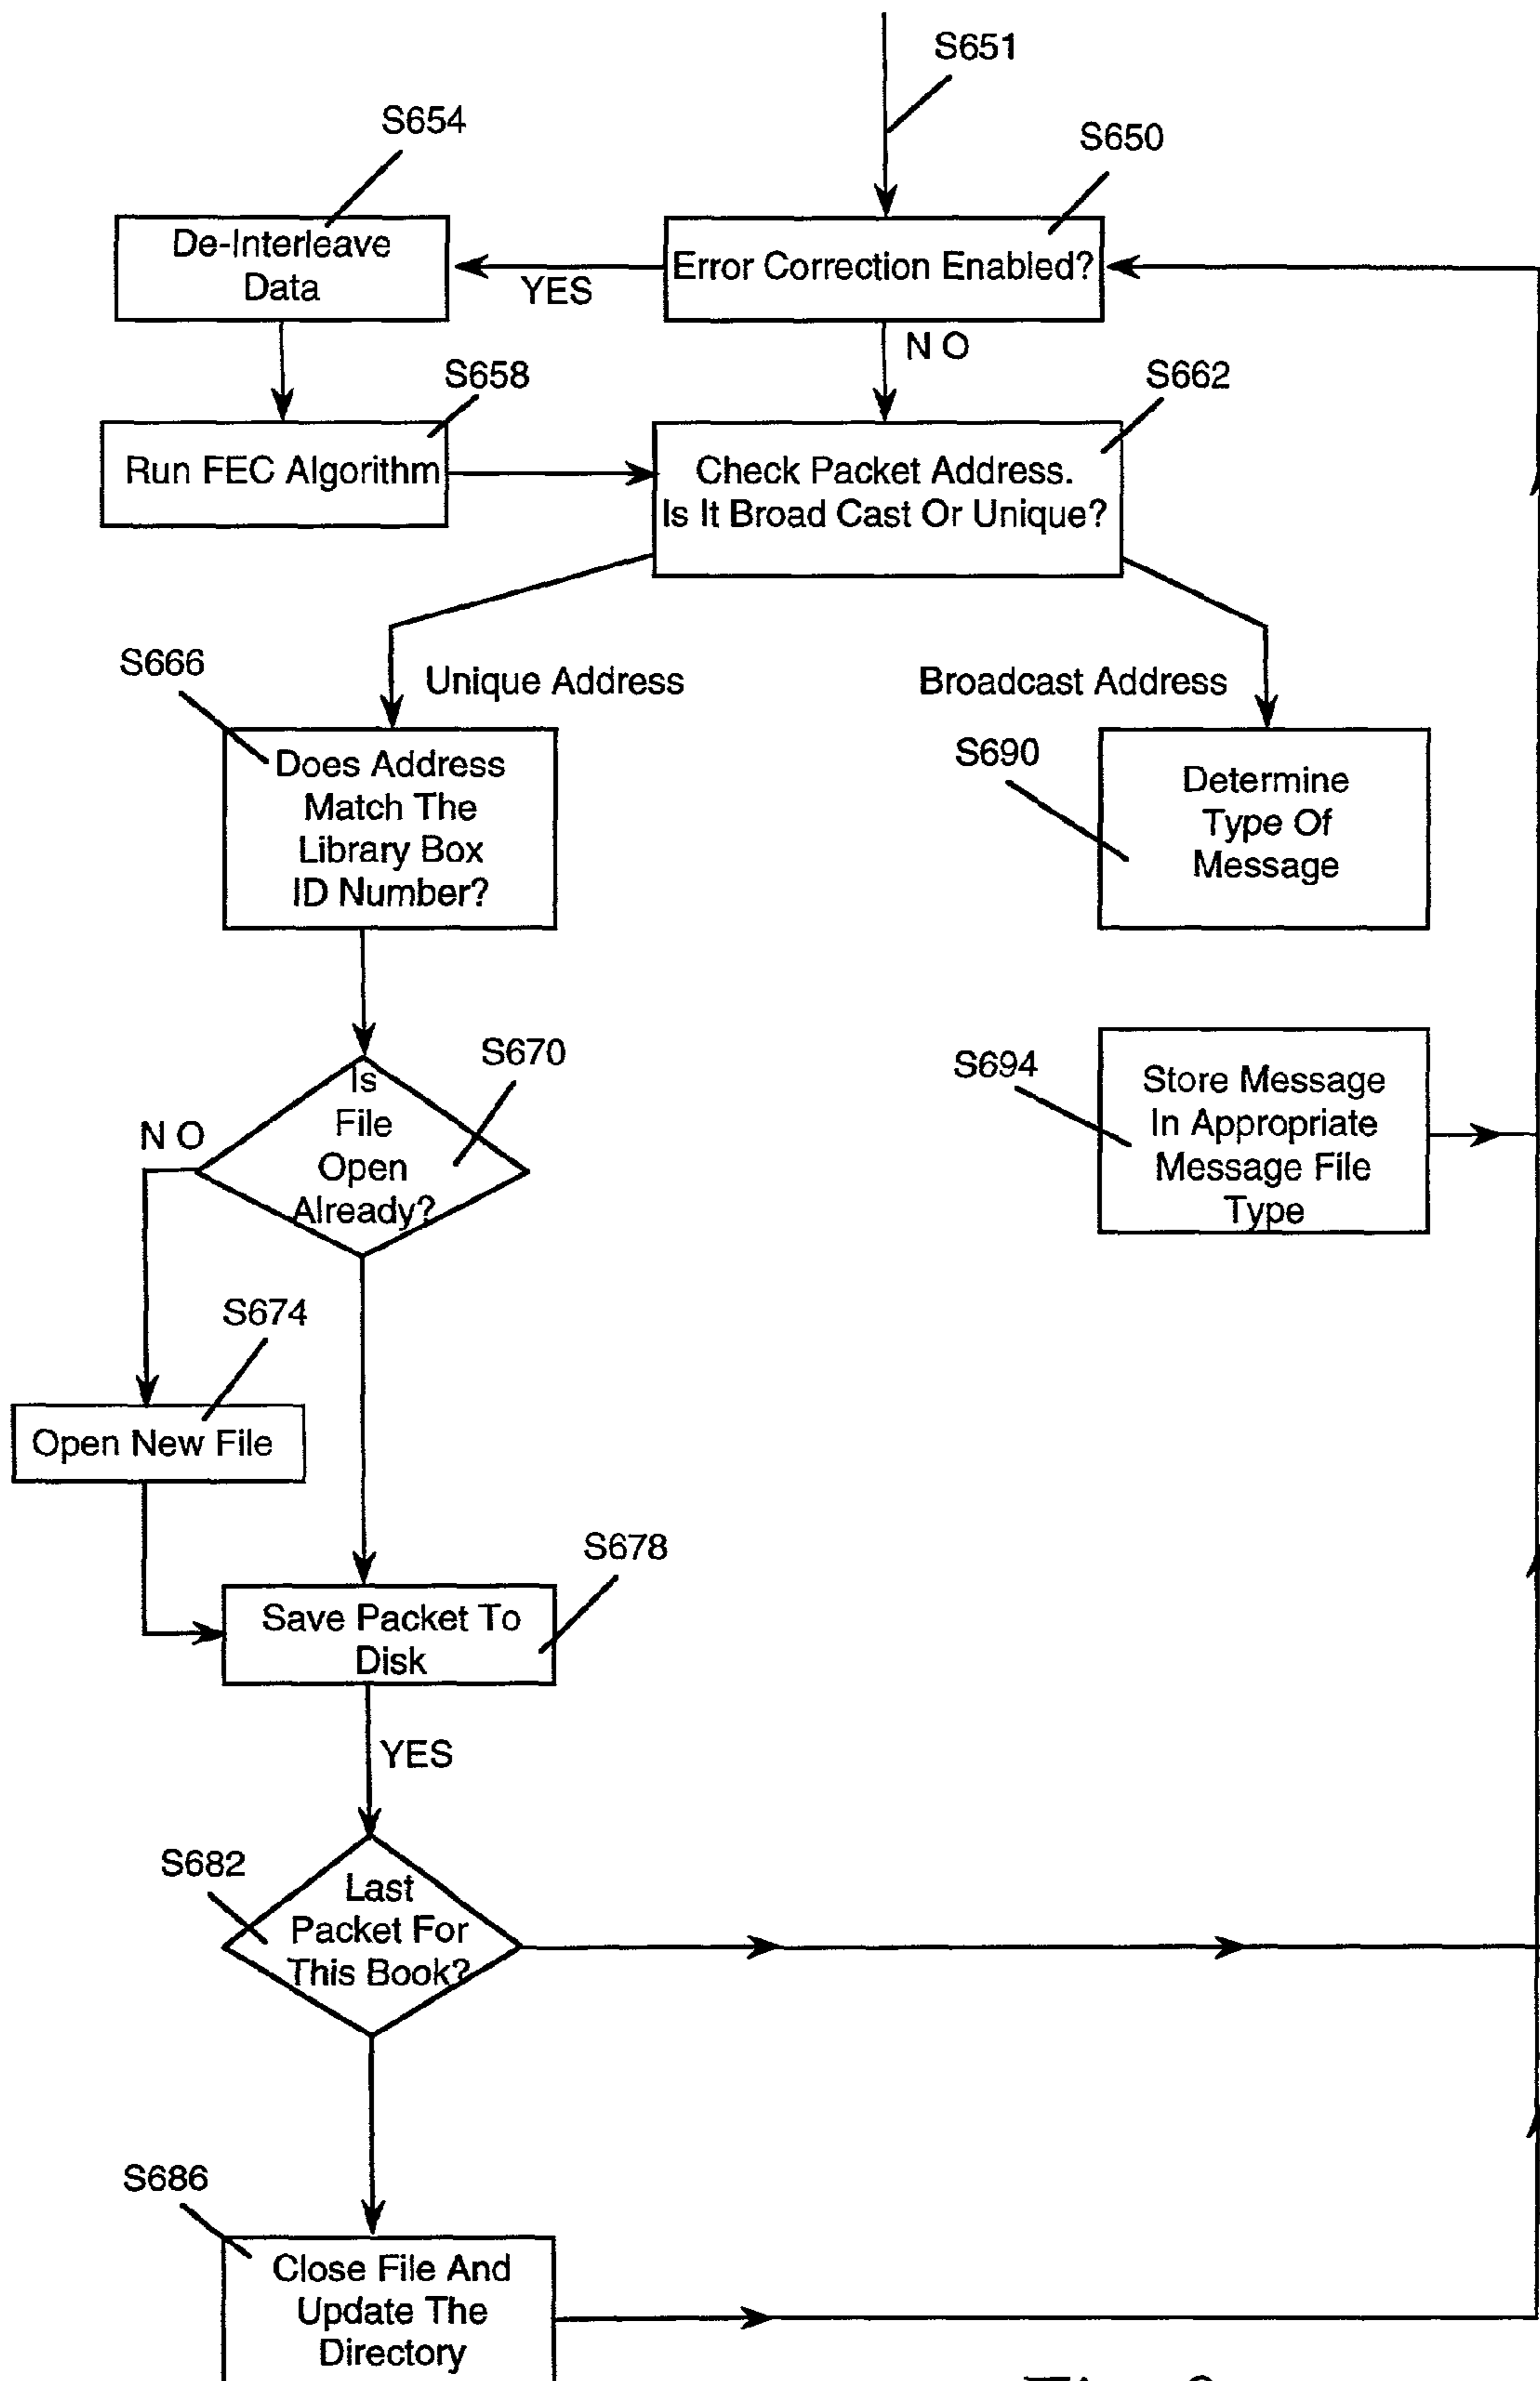 S651
S654
S650
De-Interleave
Data
YES
Error Correction Enabled?
N O
S658
S662
Run FEC Algorithm
Check Packet Address.
Is It Broad Cast Or Unique?
S666
Unique Address
Broadcast Address
Does Address
Match The
Library Box
ID Number?
S690
Determine
Type Of
Message
S670
N O
Is
File
Open
Already?
S694
Store Message
In Appropriate
Message File
Type
S674
Open New File
S678
Save Packet To
Disk
YES
S682
Last
Packet For
This Book?
S686
Close File And
Update The
Directory